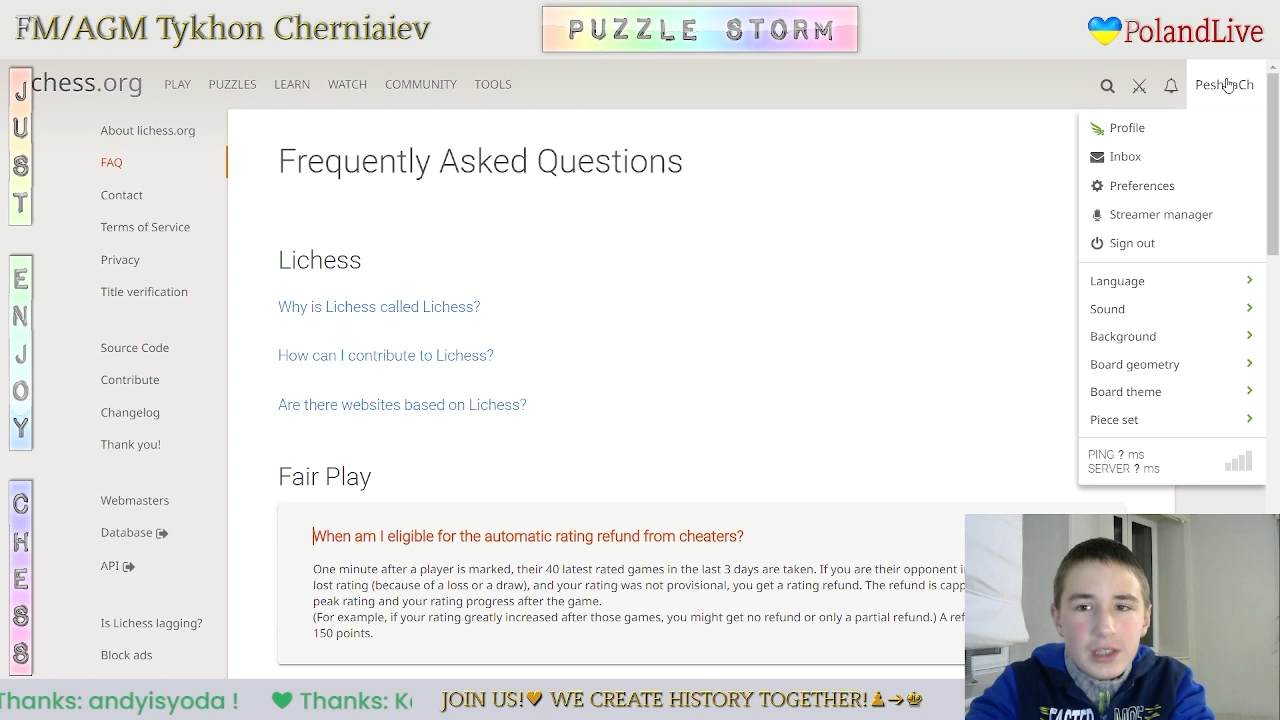 FM/AGM Tykhon Cherniaiev
PUZZLE STORM
PolandLive
JUST
ENJOY
CHESS
chess.org
PLAY
PUZZLES
LEARN
WATCH
COMMUNITY
TOOLS
About lichess.org
FAQ
Contact
Terms of Service
Privacy
Title verification
Source Code
Contribute
Changelog
Thank you!
Webmasters
Database
API
Is Lichess lagging?
Block ads
Frequently Asked Questions
Lichess
Why is Lichess called Lichess?
How can I contribute to Lichess?
Are there websites based on Lichess?
Fair Play
When am I eligible for the automatic rating refund from cheaters?
One minute after a player is marked, their 40 latest rated games in the last 3 days are taken. If you are their opponent i
lost rating (because of a loss or a draw), and your rating was not provisional, you get a rating refund. The refund is capp
peak rating and your rating progress after the game.
(For example, if your rating greatly increased after those games, you might get no refund or only a partial refund.) A ref
150 points.
Profile
Inbox
Preferences
Streamer manager
Sign out
Language
Sound
Background
Board geometry
Board theme
Piece set
PING ? ms
SERVER ? ms
Thanks: andyisyoda !
Thanks:
JOIN US! WE CREATE HISTORY TOGETHER!